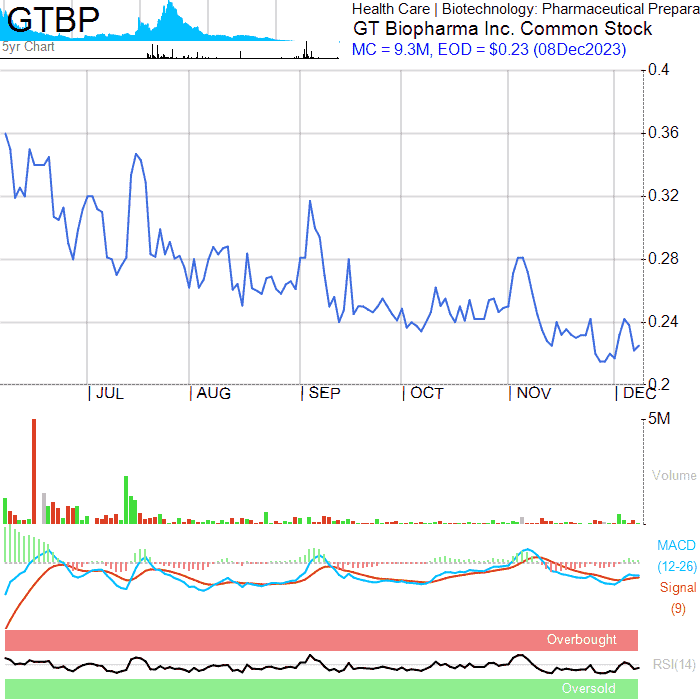 GTBP
Health Care | Biotechnology: Pharmaceutical Prepara
GT Biopharma Inc. Common Stock
5yr Chart
MC = 9.3M, EOD = $0.23 (08Dec2023)
0.4
0.36
0.32
0.28
0.24
0.2
JUL
AUG
SEP
OCT
NOV
DEC
5M
Volume
MACD
(12-26)
Signal
(9)
Overbought
RSI(14)
Oversold